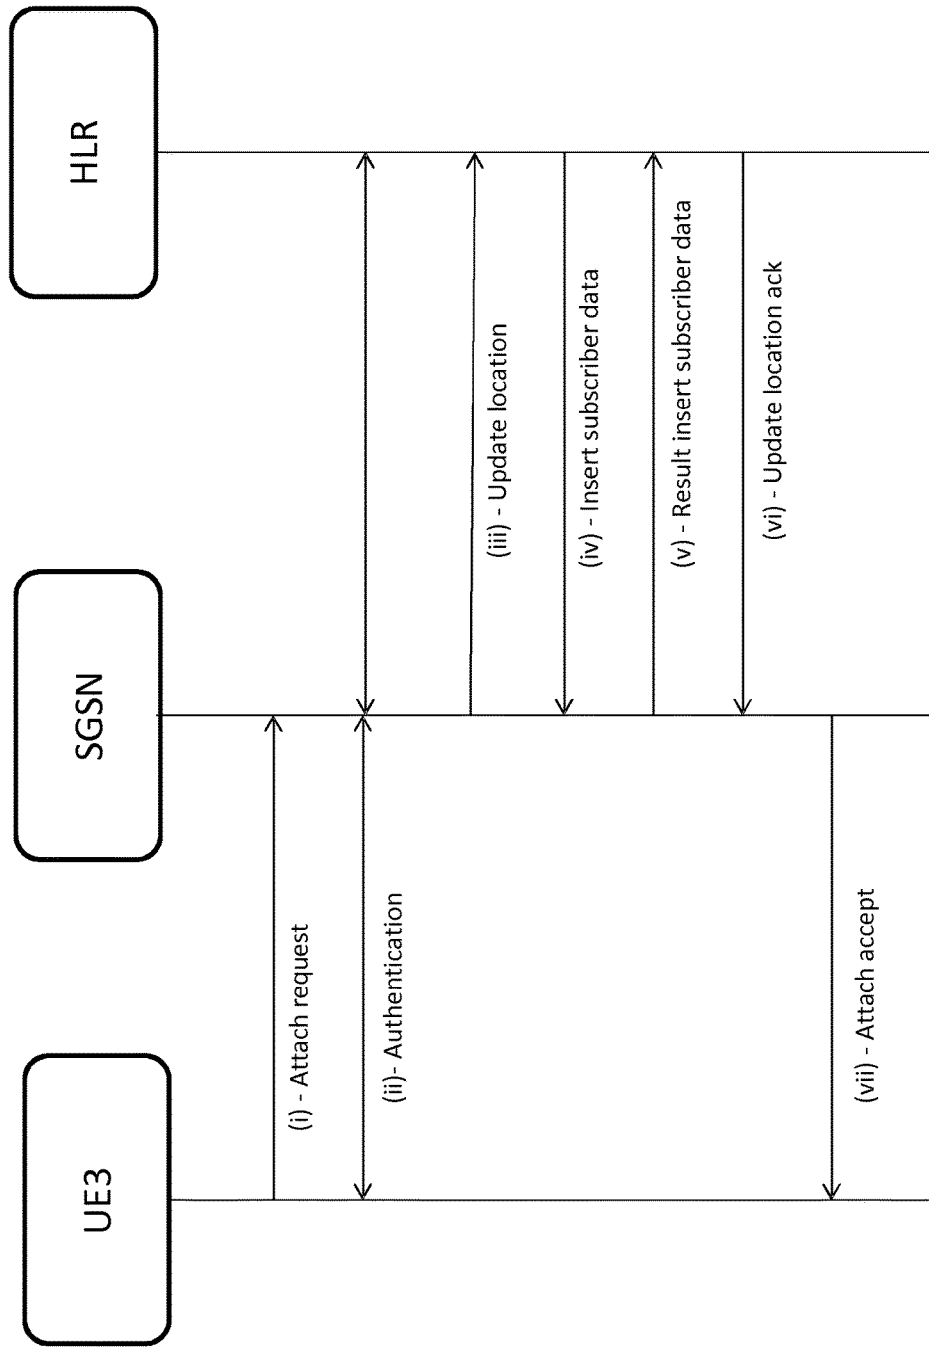 UE3
SGSN
HLR
(i) - Attach request
(ii)- Authentication
(iii) - Update location
(iv) - Insert subscriber data
(v) - Result insert subscriber data
(vi) - Update location ack
(vii) - Attach accept